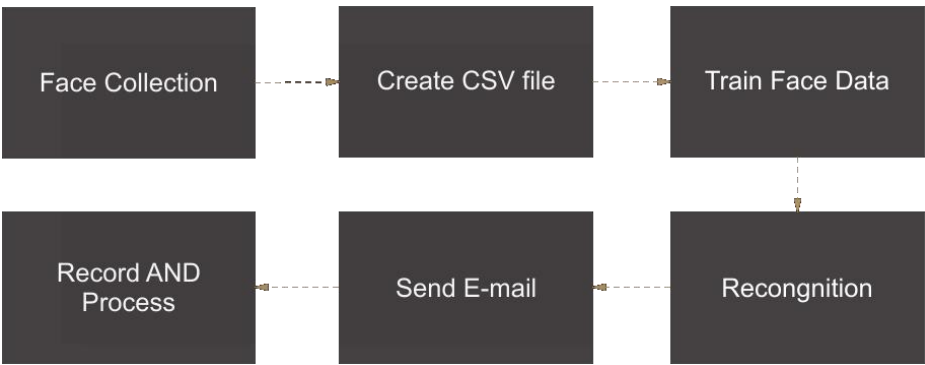 Face Collection
Create CSV file
Train Face Data
Recongnition
Send E-mail
Record AND
Process